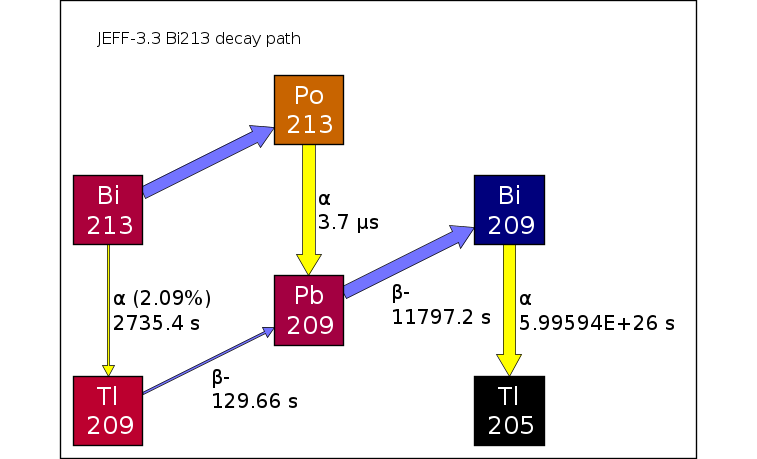 JEFF-3.3 Bi213 decay path
Po
213
Bi
213
Bi
209
α
3.7 μs
α (2.09%)
2735.4 s
Pb
209
β-
11797.2 s
α
5.99594E+26 s
Tl
209
β-
129.66 s
Tl
205